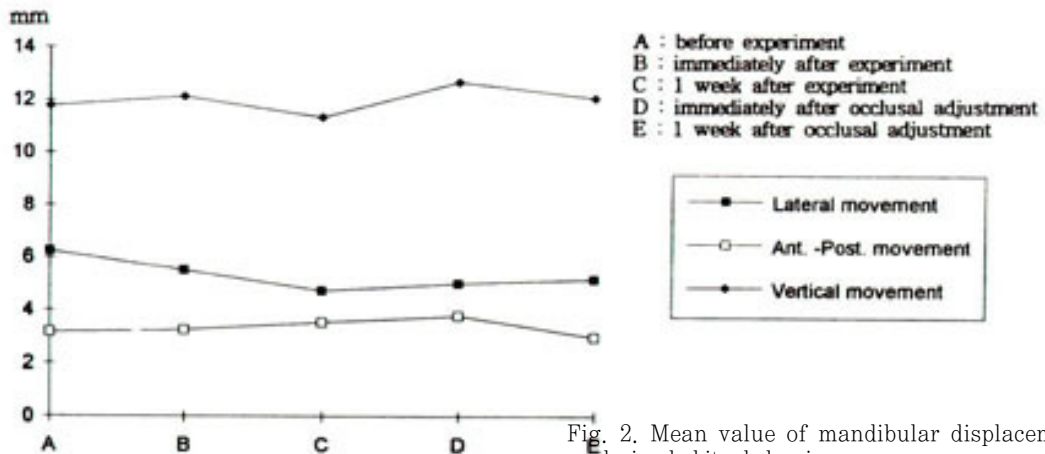 mm
14
12
10
8
6
4
2
0
A B C D E
A : before experiment
B : immediately after experiment
C : 1 week after experiment
D : immediately after occlusal adjustment
E : 1 week after occlusal adjustment
Lateral movement
Ant. -Post. movement
Vertical movement
Fig. 2. Mean value of mandibular